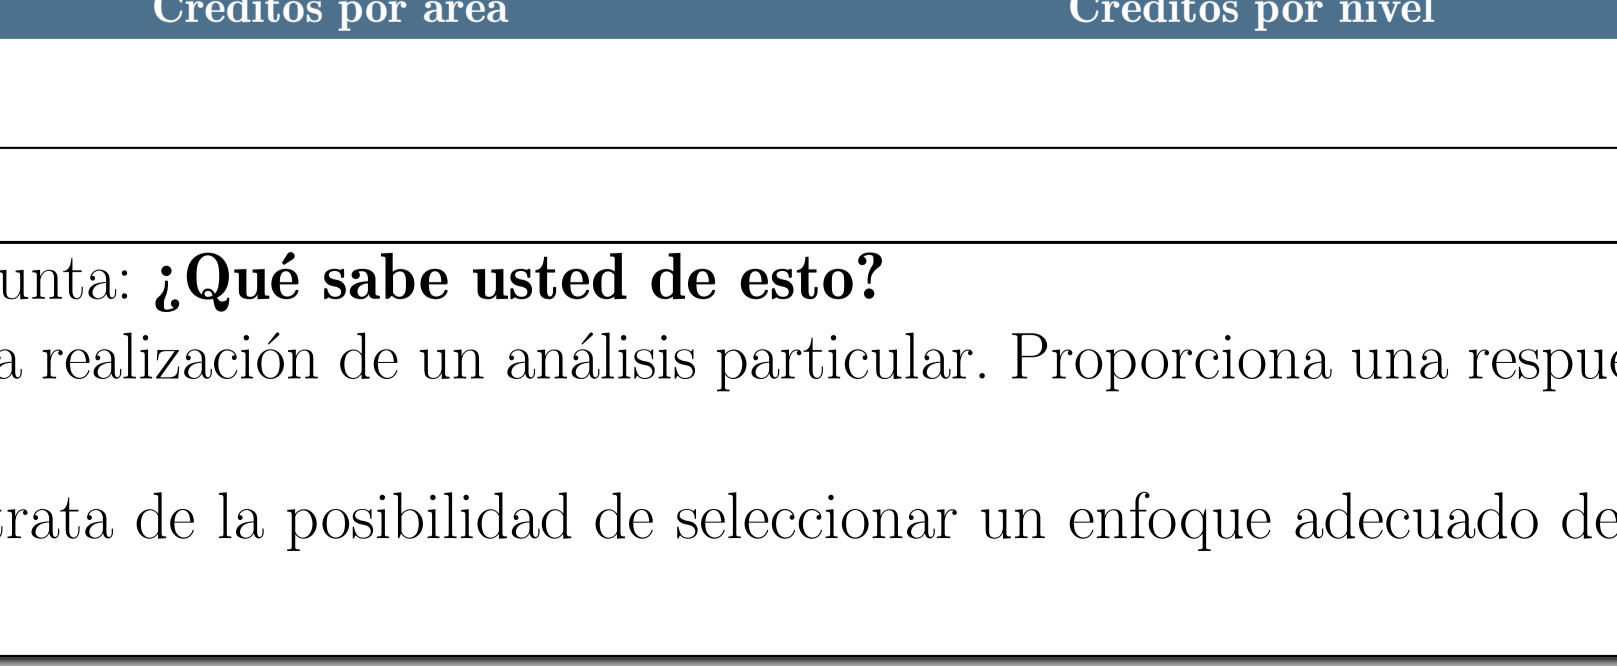 Créditos por área Créditos por nivel
unta: ¿Qué sabe usted de esto?
a realización de un análisis particular. Proporciona una respue
trata de la posibilidad de seleccionar un enfoque adecuado de